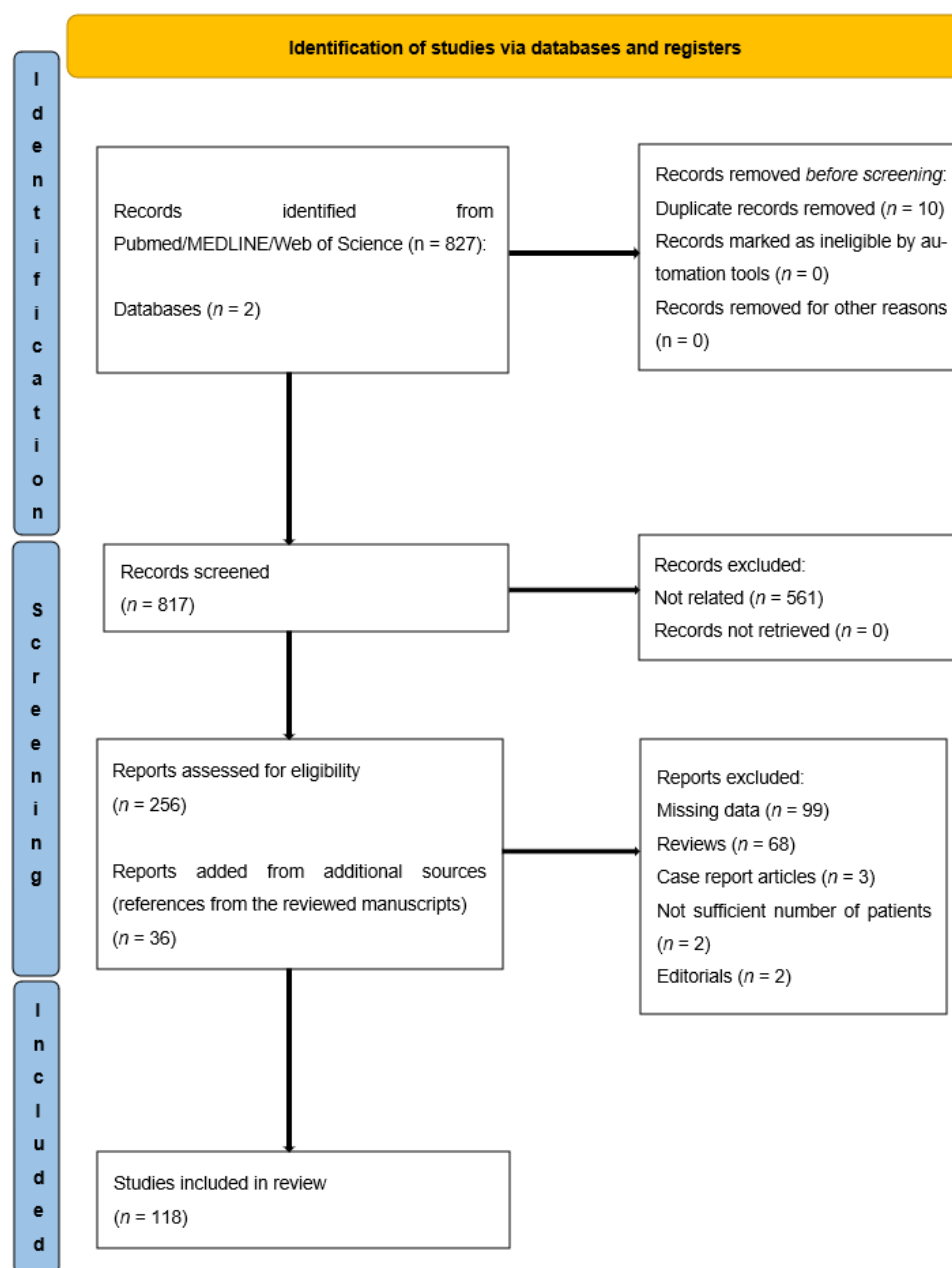 Identification of studies via databases and registers
Identification
Records identified from
Pubmed/MEDLINE/Web of Science (n = 827):
Databases (n = 2)
Records removed before screening:
Duplicate records removed (n = 10)
Records marked as ineligible by au-
tomation tools (n = 0)
Records removed for other reasons
(n = 0)
Screening
Records screened
(n = 817)
Records excluded:
Not related (n = 561)
Records not retrieved (n = 0)
Reports assessed for eligibility
(n = 256)
Reports added from additional sources
(references from the reviewed manuscripts)
(n = 36)
Reports excluded:
Missing data (n = 99)
Reviews (n = 68)
Case report articles (n = 3)
Not sufficient number of patients
(n = 2)
Editorials (n = 2)
Included
Studies included in review
(n = 118)